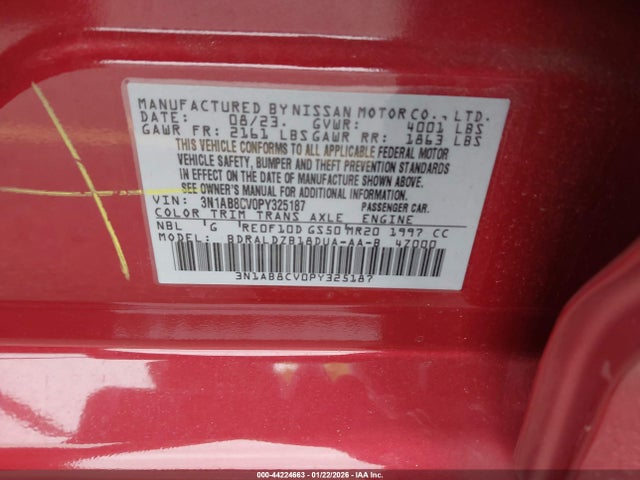 MANUFACTURED BY NISSAN MOTOR CO., LTD.
DATE: 08/23. GVWR: 4001 LBS
GAWR FR: 2161 LBS GAWR RR: 1863 LBS
THIS VEHICLE CONFORMS TO ALL APPLICABLE FEDERAL MOTOR
VEHICLE SAFETY, BUMPER AND THEFT PREVENTION STANDARDS
IN EFFECT ON THE DATE OF MANUFACTURE SHOWN ABOVE.
SEE OWNER'S MANUAL FOR ADDITIONAL INFORMATION.
VIN: 3N1AB8CV0PY325187 PASSENGER CAR.
COLOR TRIM TRANS AXLE ENGINE
NBL G RE0F10D GS50 MR20 1997 CC
MODEL: BDRALDZB18DUA-AA-B 47000
3N1AB8CV0PY325187
000-44224663 - 01/22/2026 - IAAI.COM